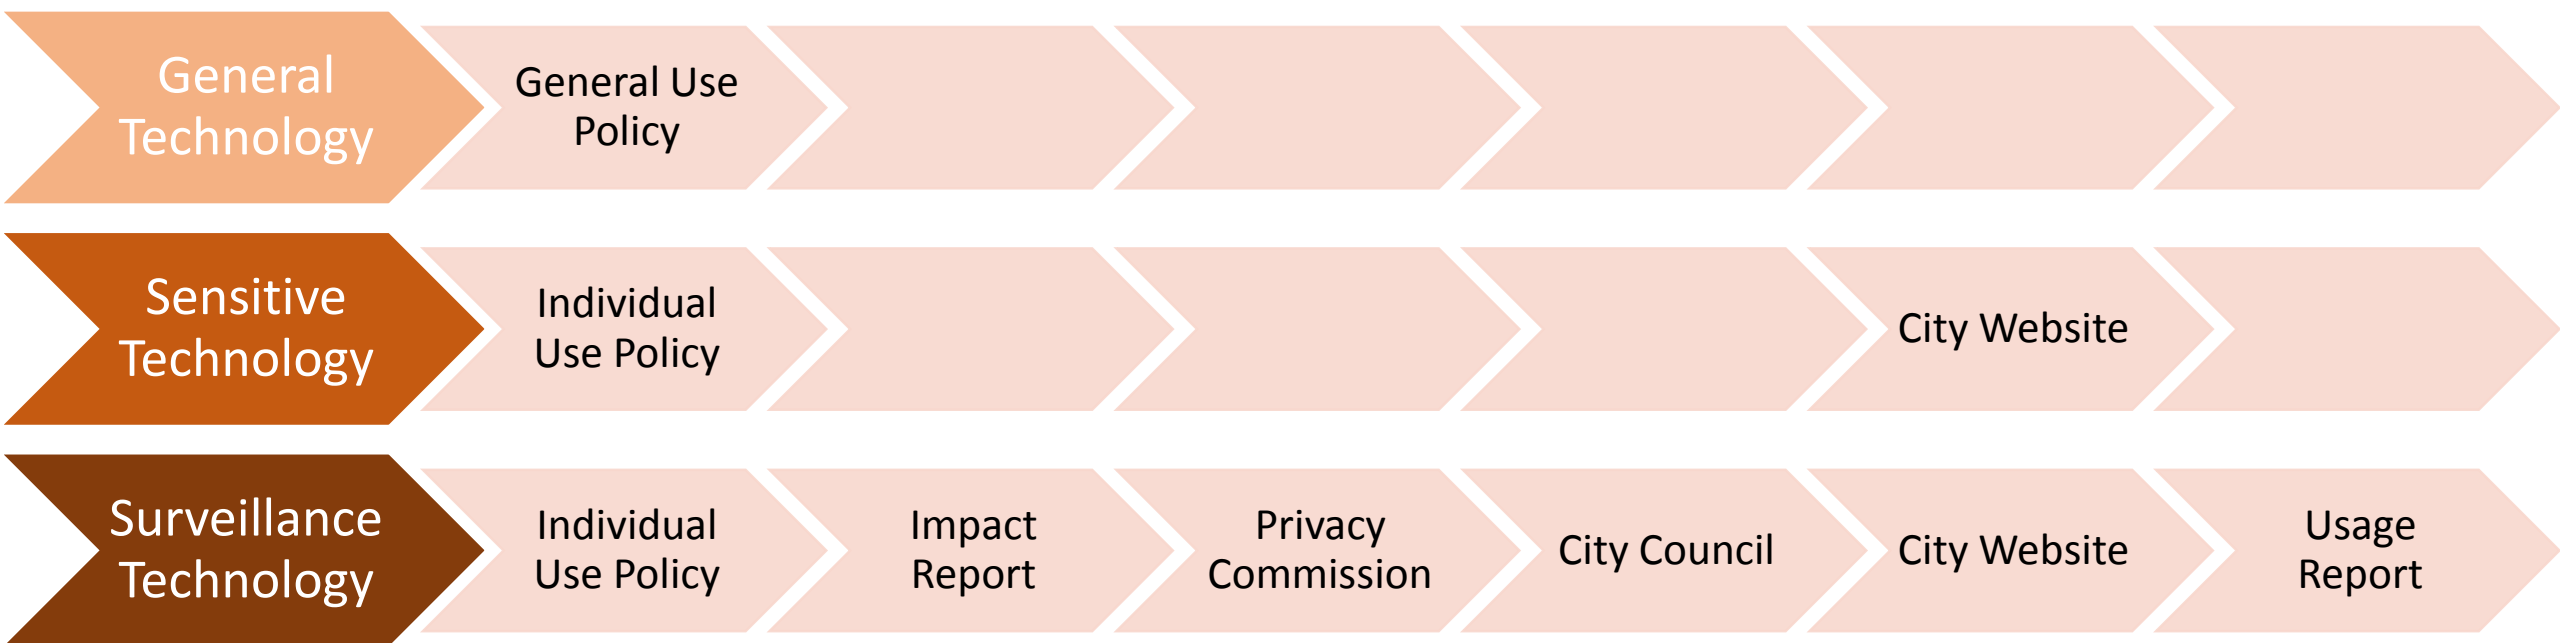 General
Technology
General Use
Policy
Sensitive
Technology
Individual
Use Policy
City Website
Surveillance
Technology
Individual
Use Policy
Impact
Report
Privacy
Commission
City Council
City Website
Usage
Report